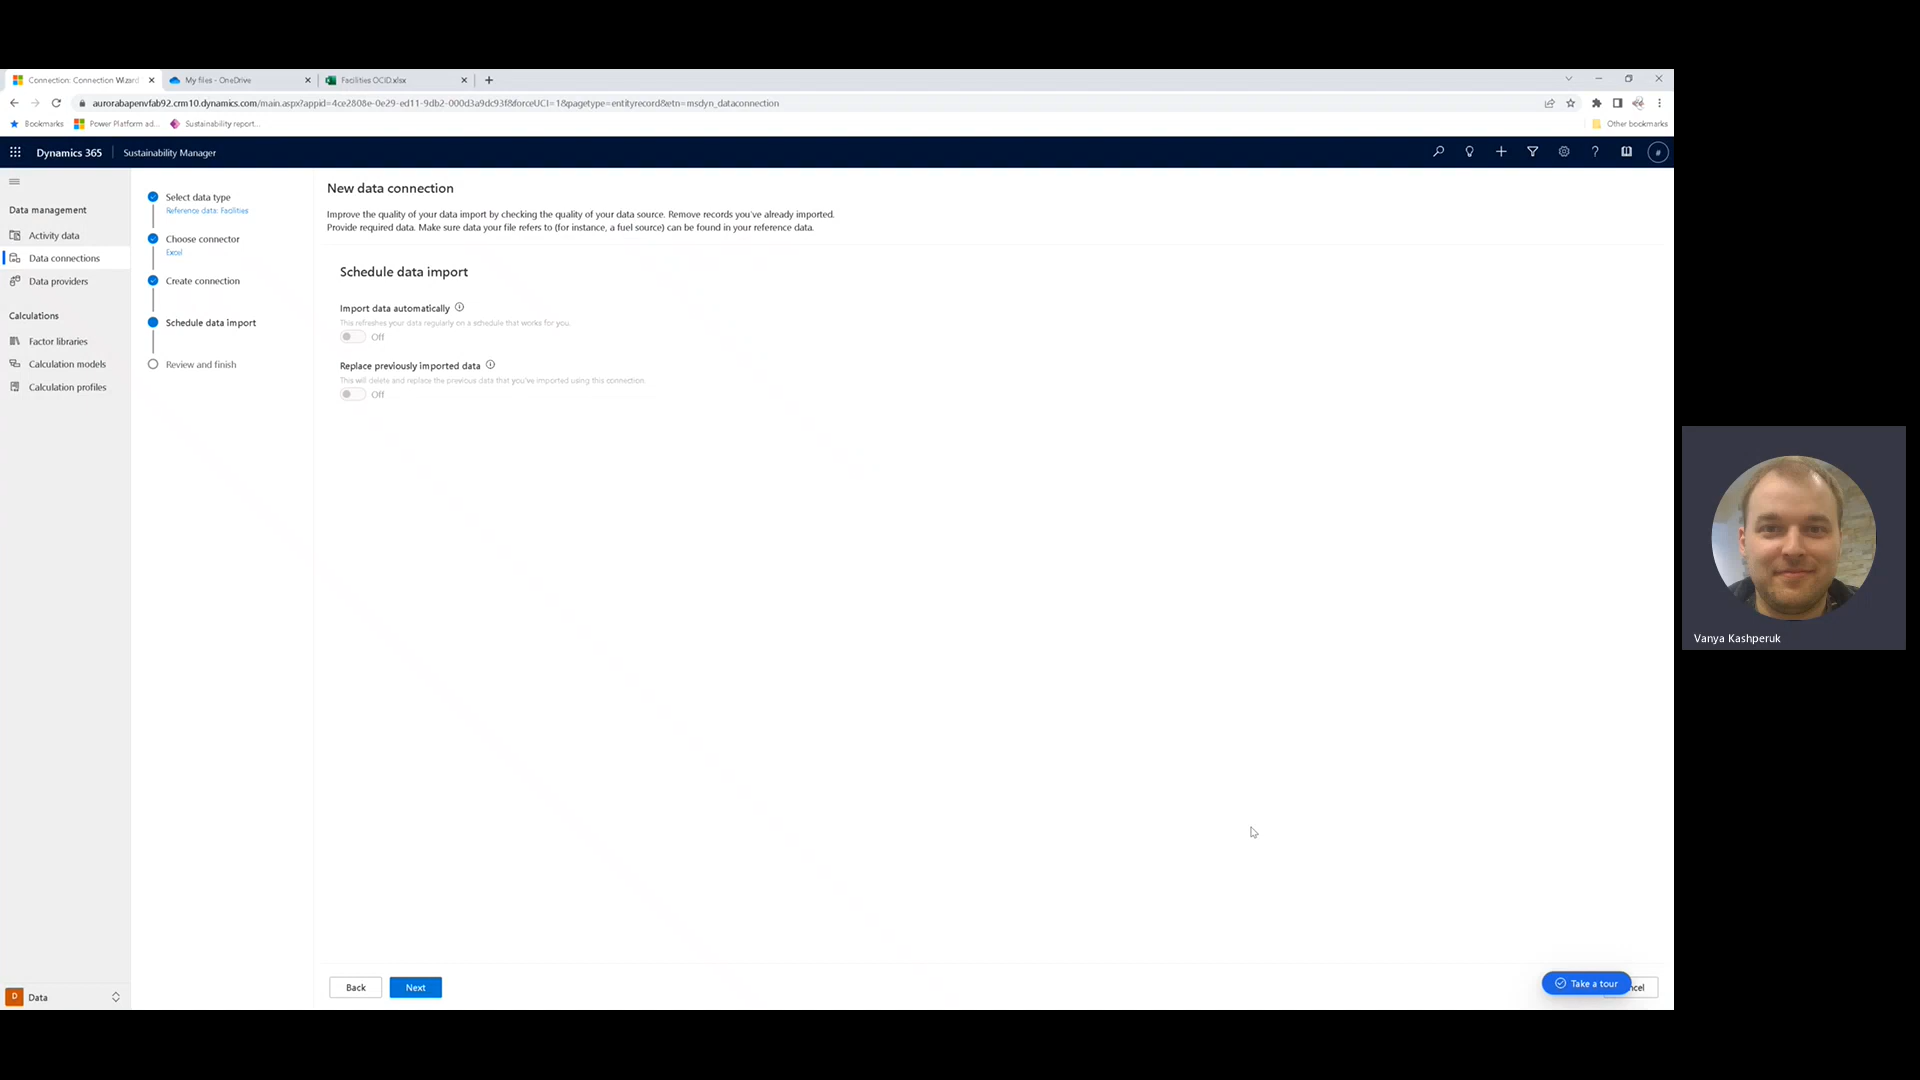 Connection: Connection Wizard
My files - OneDrive
Facilities OCID.xlsx
aurorabapenvfab92.crm10.dynamics.com/main.aspx?appid=4ce2808e-0e29-ed11-9db2-000d3a9dc93f&forceUCI=1&pagetype=entityrecord&etn=msdyn_dataconnection
Bookmarks
Power Platform ad...
Sustainability report...
Other bookmarks
Dynamics 365
Sustainability Manager
Data management
Activity data
Data connections
Data providers
Calculations
Factor libraries
Calculation models
Calculation profiles
D Data
Select data type
Reference data: Facilities
Choose connector
Excel
Create connection
Schedule data import
Review and finish
New data connection
Improve the quality of your data import by checking the quality of your data source. Remove records you've already imported.
Provide required data. Make sure data your file refers to (for instance, a fuel source) can be found in your reference data.
Schedule data import
Import data automatically
This refreshes your data regularly on a schedule that works for you.
Off
Replace previously imported data
This will delete and replace the previous data that you've imported using this connection.
Off
Back
Next
Take a tour
ncel
Vanya Kashperuk